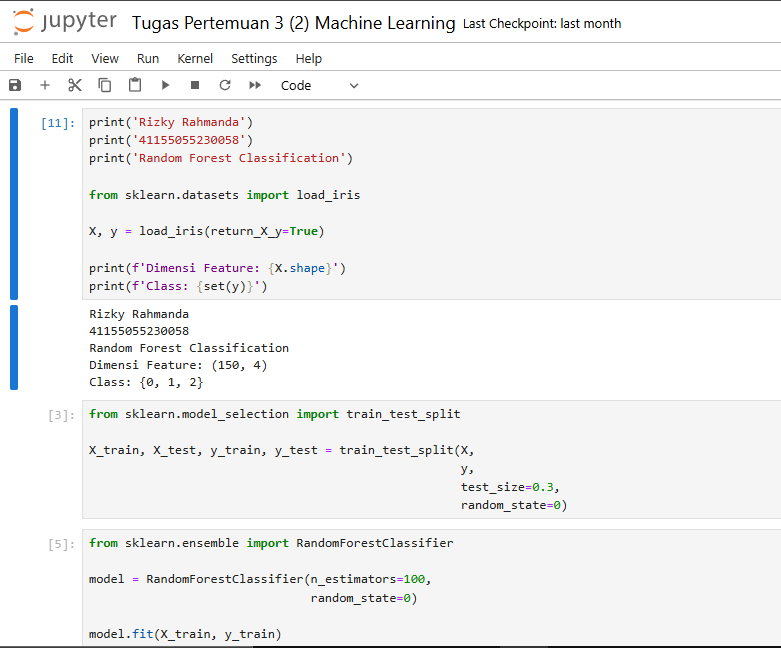 jupyter Tugas Pertemuan 3 (2) Machine Learning Last Checkpoint: last month
File Edit View Run Kernel Settings Help
Code
[11]:
print('Rizky Rahmanda')
print('41155055230058')
print('Random Forest Classification')
from sklearn.datasets import load_iris
X, y = load_iris(return_X_y=True)
print(f'Dimensi Feature: {X.shape}')
print(f'Class: {set(y)}')
Rizky Rahmanda
41155055230058
Random Forest Classification
Dimensi Feature: (150, 4)
Class: {0, 1, 2}
[3]:
from sklearn.model_selection import train_test_split
X_train, X_test, y_train, y_test = train_test_split(X,
y,
test_size=0.3,
random_state=0)
[5]:
from sklearn.ensemble import RandomForestClassifier
model = RandomForestClassifier(n_estimators=100,
random_state=0)
model.fit(X_train, y_train)